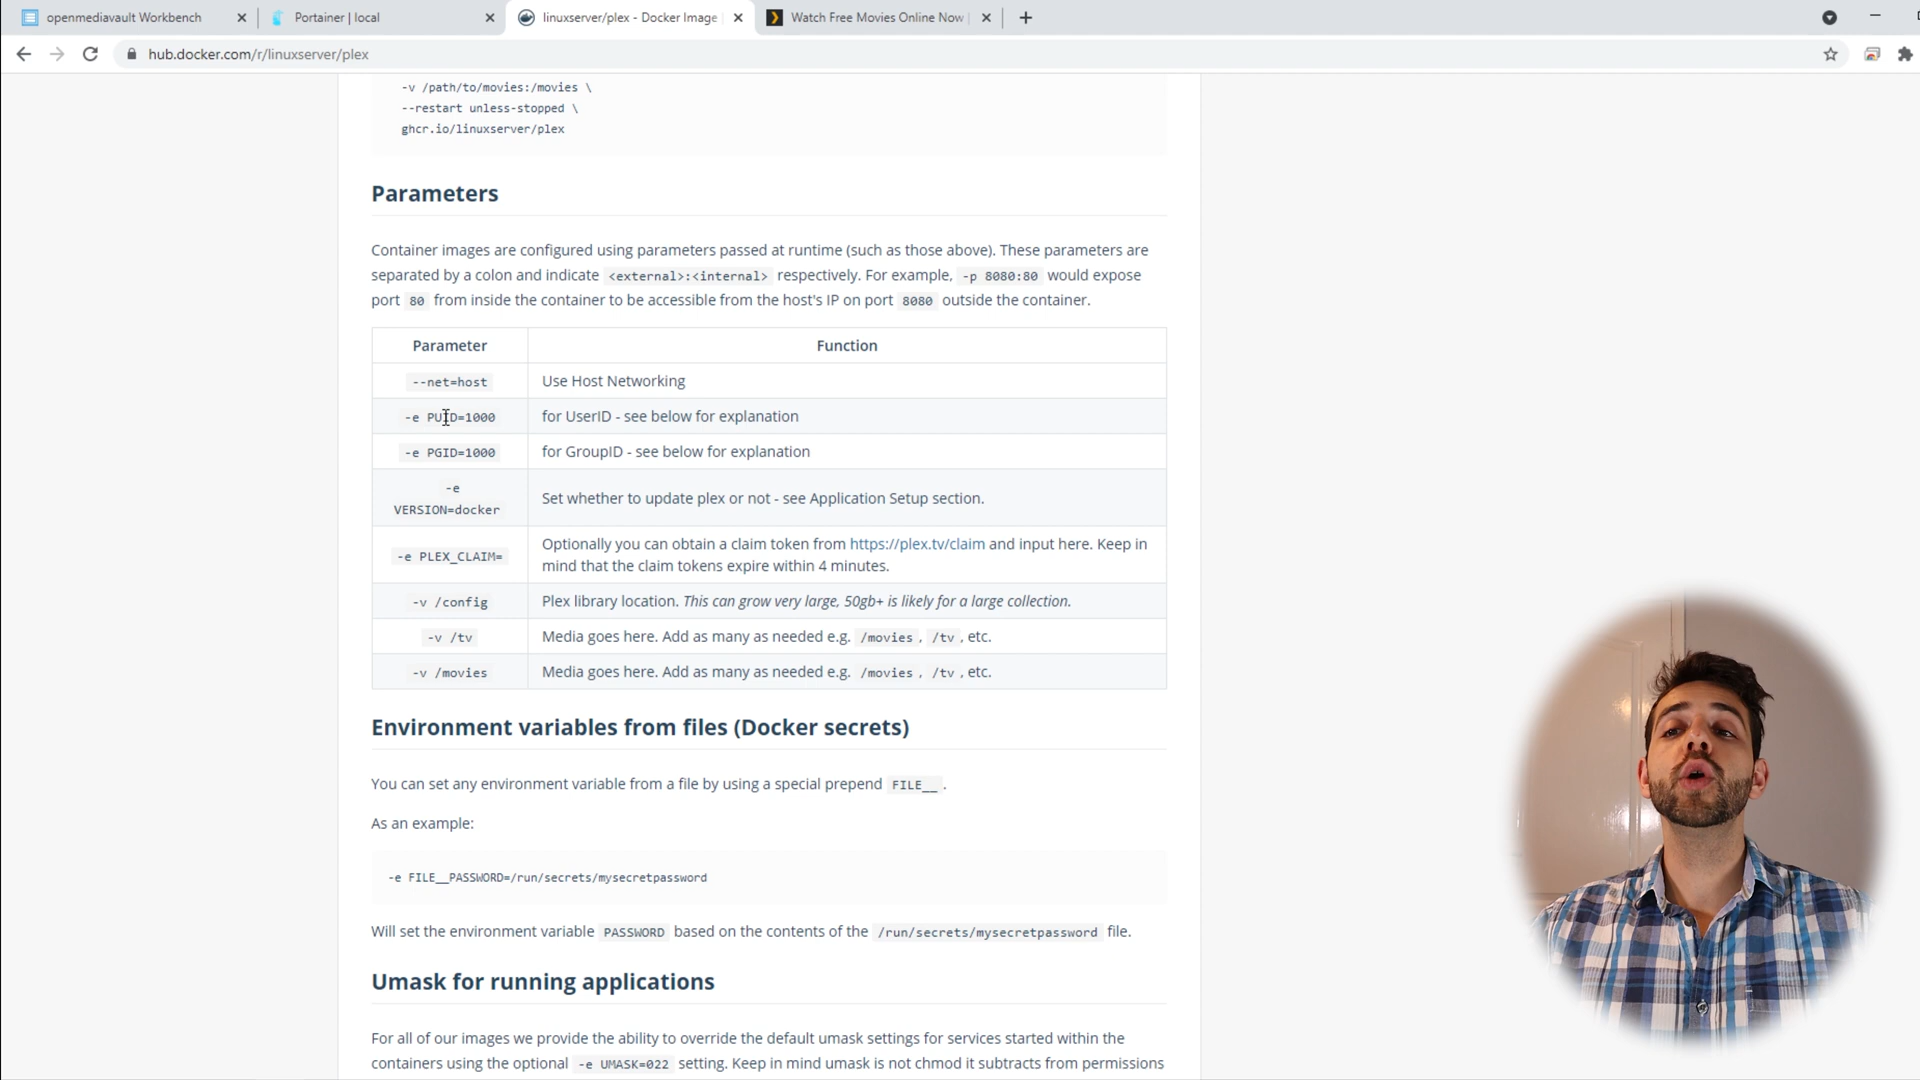 openmediavault Workbench
Portainer | local
linuxserver/plex - Docker Image
Watch Free Movies Online Now |
hub.docker.com/r/linuxserver/plex
-v /path/to/movies:/movies \
--restart unless-stopped \
ghcr.io/linuxserver/plex
Parameters
Container images are configured using parameters passed at runtime (such as those above). These parameters are
separated by a colon and indicate <external>:<internal> respectively. For example, -p 8080:80 would expose
port 80 from inside the container to be accessible from the host's IP on port 8080 outside the container.
Parameter Function
--net=host Use Host Networking
-e PUID=1000 for UserID - see below for explanation
-e PGID=1000 for GroupID - see below for explanation
-e
VERSION=docker Set whether to update plex or not - see Application Setup section.
-e PLEX_CLAIM= Optionally you can obtain a claim token from https://plex.tv/claim and input here. Keep in
mind that the claim tokens expire within 4 minutes.
-v /config Plex library location. This can grow very large, 50gb+ is likely for a large collection.
-v /tv Media goes here. Add as many as needed e.g. /movies , /tv , etc.
-v /movies Media goes here. Add as many as needed e.g. /movies , /tv , etc.
Environment variables from files (Docker secrets)
You can set any environment variable from a file by using a special prepend FILE__ .
As an example:
-e FILE__PASSWORD=/run/secrets/mysecretpassword
Will set the environment variable PASSWORD based on the contents of the /run/secrets/mysecretpassword file.
Umask for running applications
For all of our images we provide the ability to override the default umask settings for services started within the
containers using the optional -e UMASK=022 setting. Keep in mind umask is not chmod it subtracts from permissions